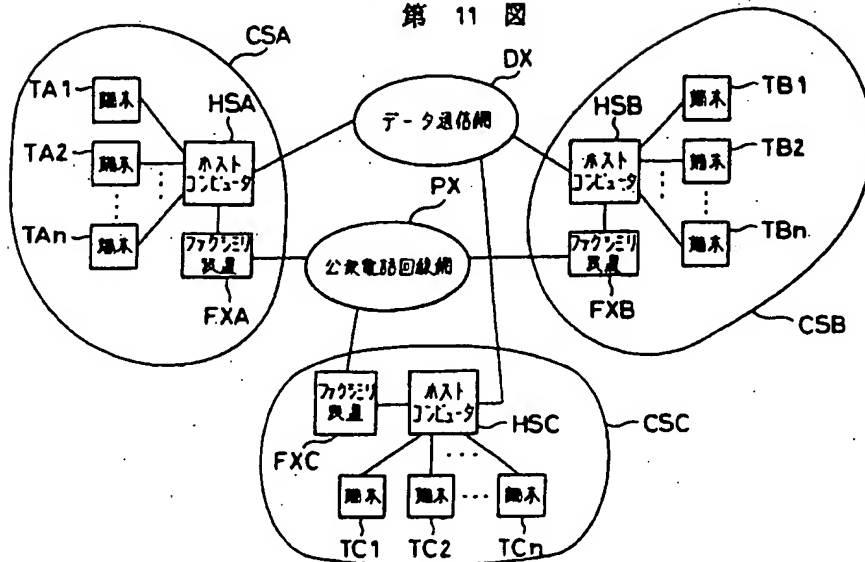 第 11 図
CSA
DX
TA1
端末
HSA
データ通信網
HSB
端末
TB1
TA2
端末
ホスト
コンピュータ
ホスト
コンピュータ
端末
TB2
PX
TAn
端末
ファクシミリ
装置
公衆電話回線網
ファクシミリ
装置
端末
TBn
FXA
FXB
CSB
ファクシミリ
装置
ホスト
コンピュータ
HSC
CSC
FXC
端末
端末
端末
TC1
TC2
TCn